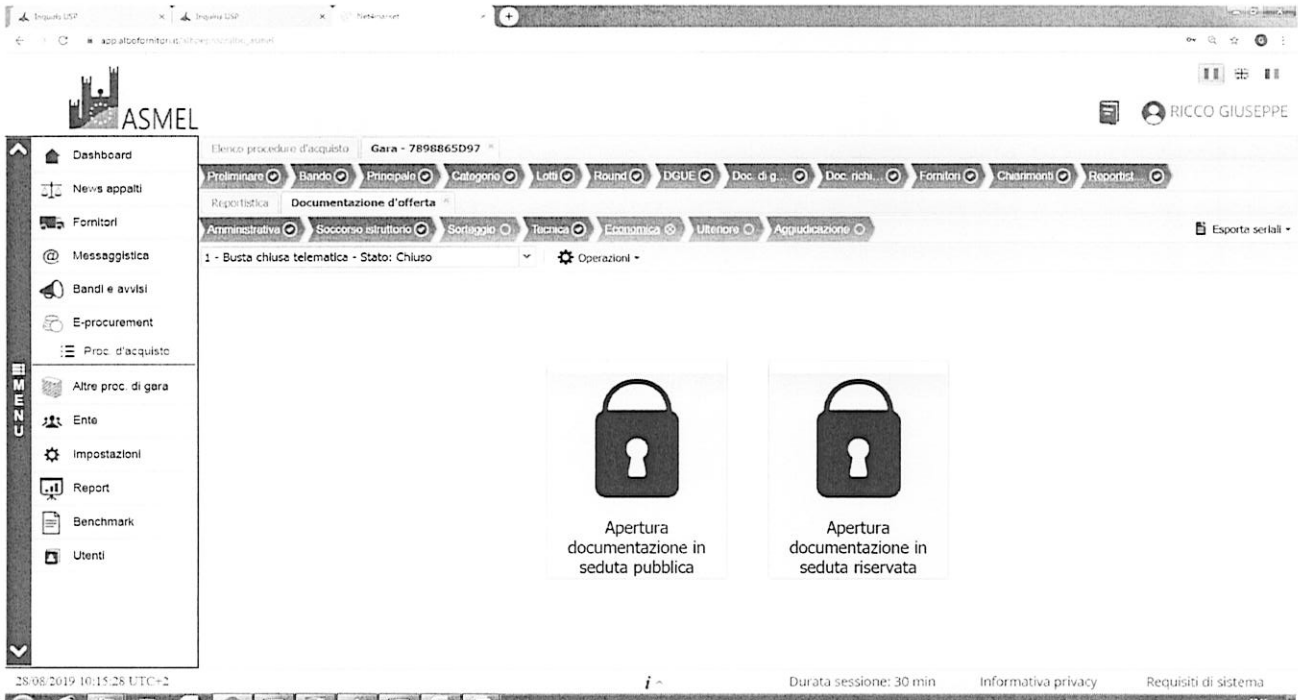 Net4market
app.albofornitori.it/
ASMEL
RICCO GIUSEPPE
Elenco procedure d'acquisto Gara - 7898865D97
Preliminare Bando Principale Categorie Lotti Round DGUE Doc. di g... Doc. richi... Fornitori Chiarimenti Reportist...
Reportistica Documentazione d'offerta
Amministrativa Soccorso istruttorio Sorteggio Tecnica Economica Ulteriore Aggiudicazione Esporta seriali
1 - Busta chiusa telematica - Stato: Chiuso Operazioni
MENU
Dashboard
News appalti
Fornitori
@ Messaggistica
Bandi e avvisi
E-procurement
Proc. d'acquisto
Altre proc. di gara
Ente
Impostazioni
Report
Benchmark
Utenti
Apertura
documentazione in
seduta pubblica
Apertura
documentazione in
seduta riservata
28/08/2019 10:15:28 UTC+2 i Durata sessione: 30 min Informativa privacy Requisiti di sistema